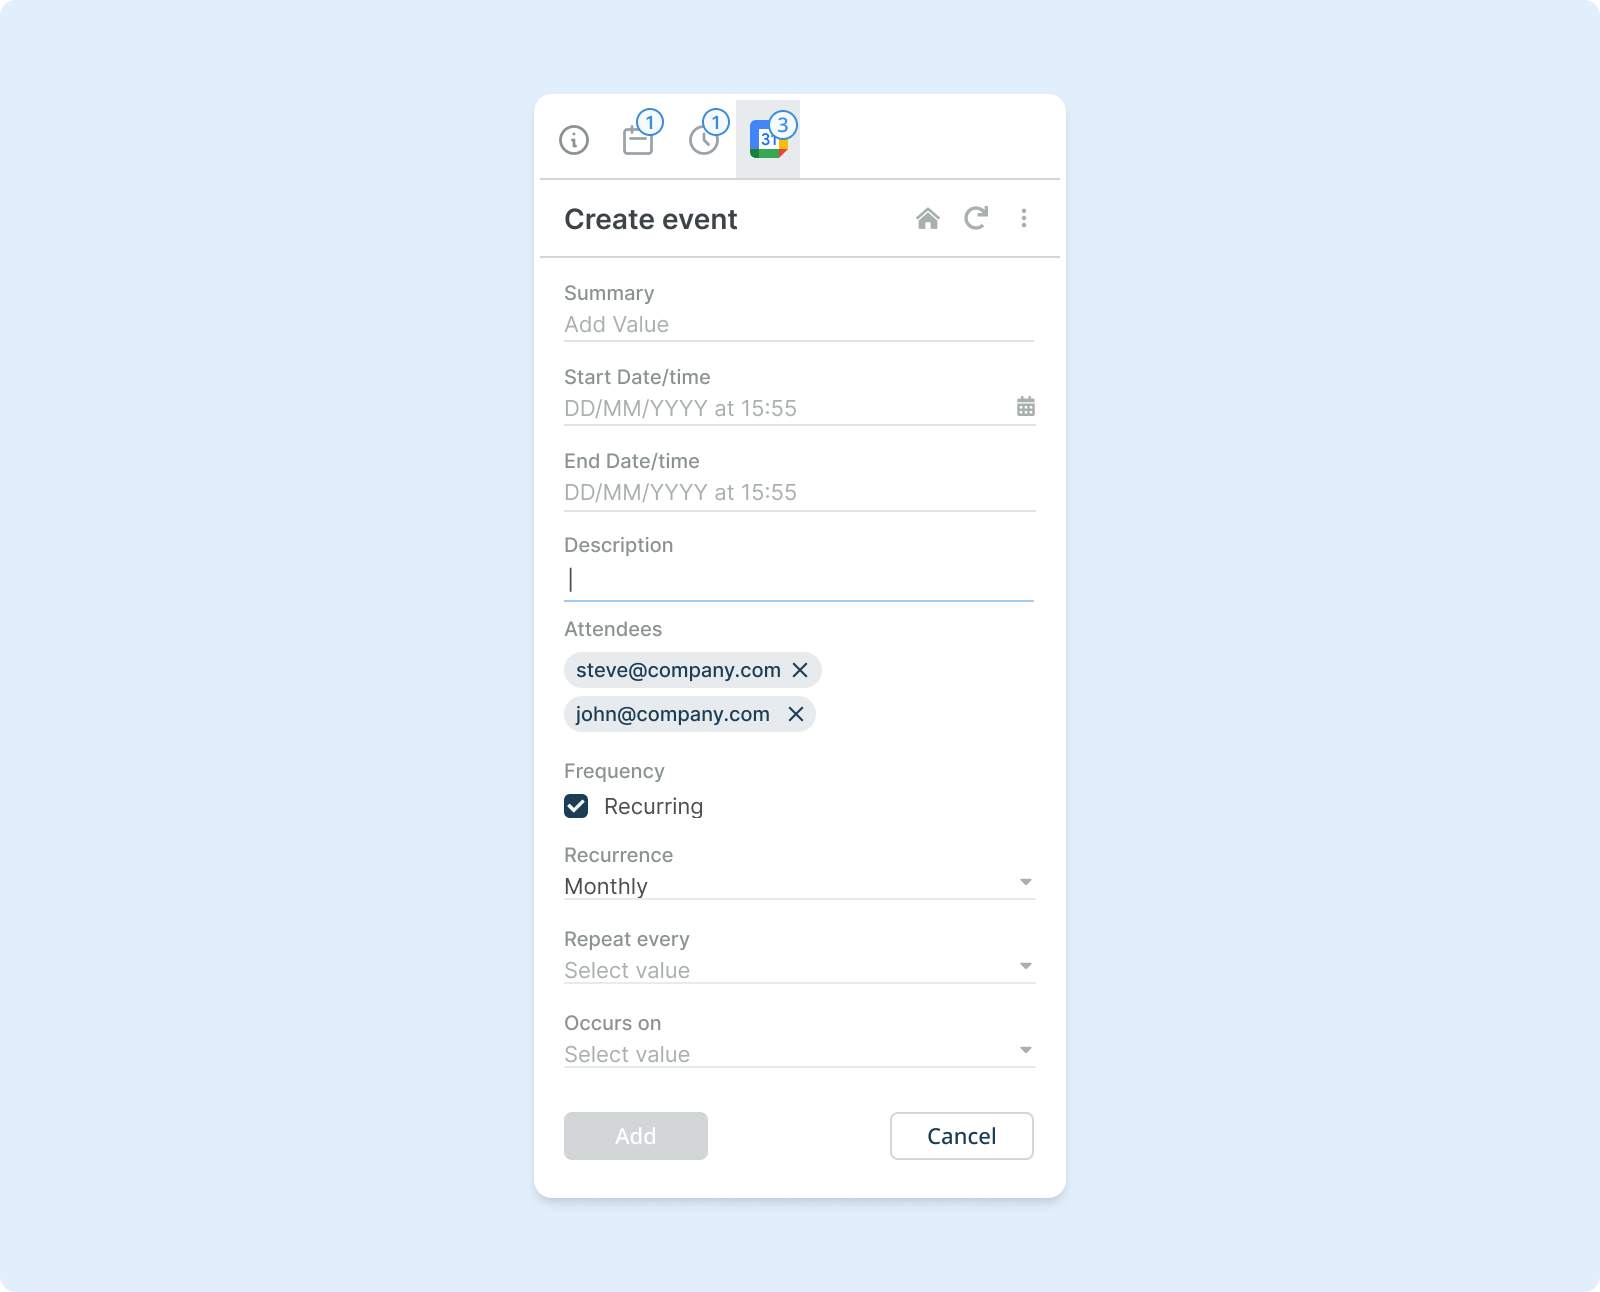 1
1
3
31
Create event
Summary
Add Value
Start Date/time
DD/MM/YYYY at 15:55
End Date/time
DD/MM/YYYY at 15:55
Description
Attendees
steve@company.com
john@company.com
Frequency
Recurring
Recurrence
Monthly
Repeat every
Select value
Occurs on
Select value
Add
Cancel